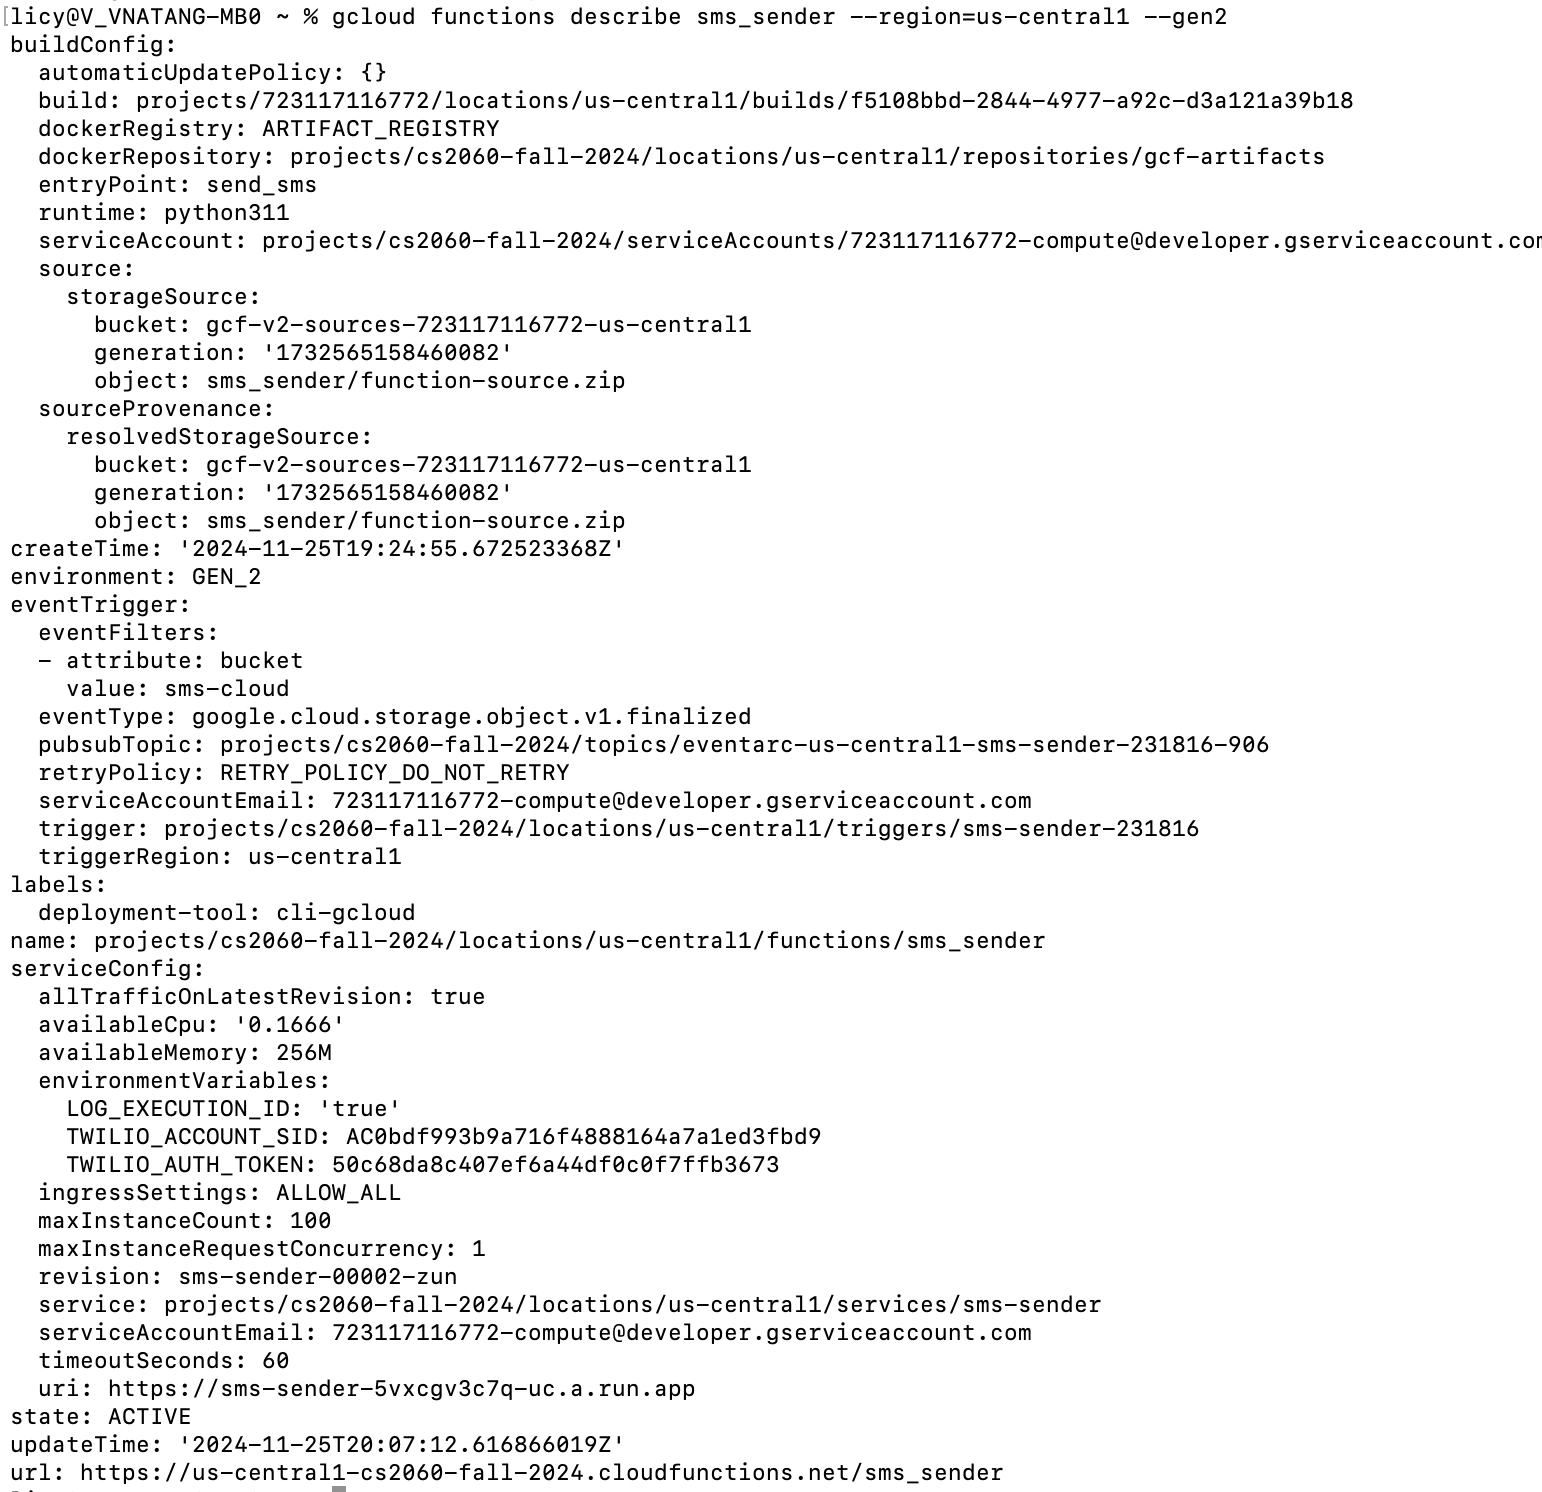 licy@V_VNATANG-MB0 ~ % gcloud functions describe sms_sender --region=us-central1 --gen2
buildConfig:
  automaticUpdatePolicy: {}
  build: projects/723117116772/locations/us-central1/builds/f5108bbd-2844-4977-a92c-d3a121a39b18
  dockerRegistry: ARTIFACT_REGISTRY
  dockerRepository: projects/cs2060-fall-2024/locations/us-central1/repositories/gcf-artifacts
  entryPoint: send_sms
  runtime: python311
  serviceAccount: projects/cs2060-fall-2024/serviceAccounts/723117116772-compute@developer.gserviceaccount.com
  source:
    storageSource:
      bucket: gcf-v2-sources-723117116772-us-central1
      generation: '1732565158460082'
      object: sms_sender/function-source.zip
  sourceProvenance:
    resolvedStorageSource:
      bucket: gcf-v2-sources-723117116772-us-central1
      generation: '1732565158460082'
      object: sms_sender/function-source.zip
createTime: '2024-11-25T19:24:55.672523368Z'
environment: GEN_2
eventTrigger:
  eventFilters:
  - attribute: bucket
    value: sms-cloud
  eventType: google.cloud.storage.object.v1.finalized
  pubsubTopic: projects/cs2060-fall-2024/topics/eventarc-us-central1-sms-sender-231816-906
  retryPolicy: RETRY_POLICY_DO_NOT_RETRY
  serviceAccountEmail: 723117116772-compute@developer.gserviceaccount.com
  trigger: projects/cs2060-fall-2024/locations/us-central1/triggers/sms-sender-231816
  triggerRegion: us-central1
labels:
  deployment-tool: cli-gcloud
name: projects/cs2060-fall-2024/locations/us-central1/functions/sms_sender
serviceConfig:
  allTrafficOnLatestRevision: true
  availableCpu: '0.1666'
  availableMemory: 256M
  environmentVariables:
    LOG_EXECUTION_ID: 'true'
    TWILIO_ACCOUNT_SID: AC0bdf993b9a716f4888164a7a1ed3fbd9
    TWILIO_AUTH_TOKEN: 50c68da8c407ef6a44df0c0f7ffb3673
  ingressSettings: ALLOW_ALL
  maxInstanceCount: 100
  maxInstanceRequestConcurrency: 1
  revision: sms-sender-00002-zun
  service: projects/cs2060-fall-2024/locations/us-central1/services/sms-sender
  serviceAccountEmail: 723117116772-compute@developer.gserviceaccount.com
  timeoutSeconds: 60
  uri: https://sms-sender-5vxcgv3c7q-uc.a.run.app
state: ACTIVE
updateTime: '2024-11-25T20:07:12.616866019Z'
url: https://us-central1-cs2060-fall-2024.cloudfunctions.net/sms_sender